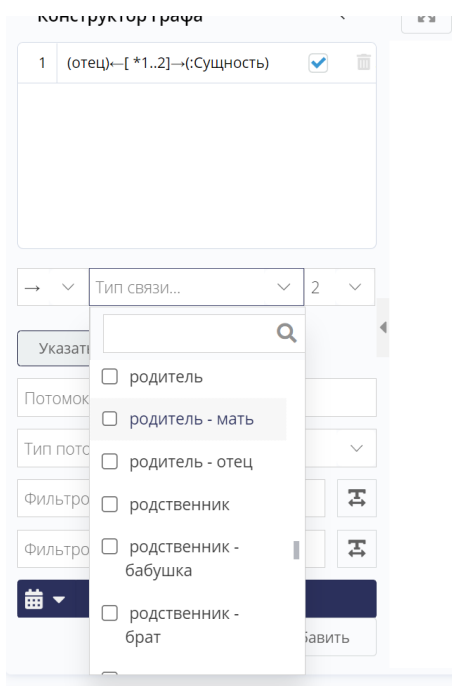 Конструктор графа
1 (отец)←[ *1..2]→(:Сущность)
→ Тип связи... 2
Указать
родитель
Потомок
родитель - мать
Тип пото
родитель - отец
Фильтро
родственник
Фильтро
родственник -
бабушка
родственник -
брат